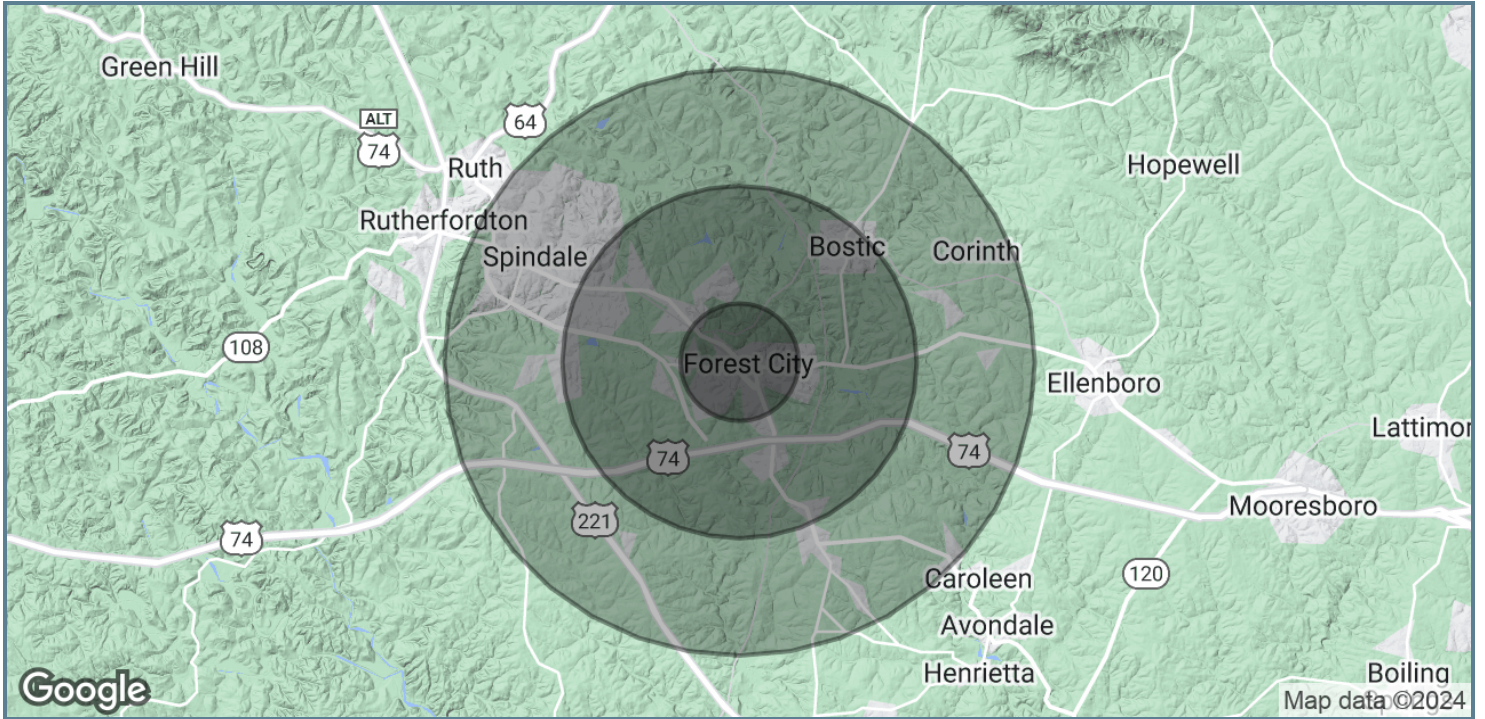 Green Hill
ALT
74
64
Ruth
Hopewell
Rutherfordton
Spindale
Bostic
Corinth
108
Forest City
Ellenboro
Lattimor
74
74
Mooresboro
221
74
Caroleen
120
Avondale
Henrietta
Boiling
Google
Map data ©2024